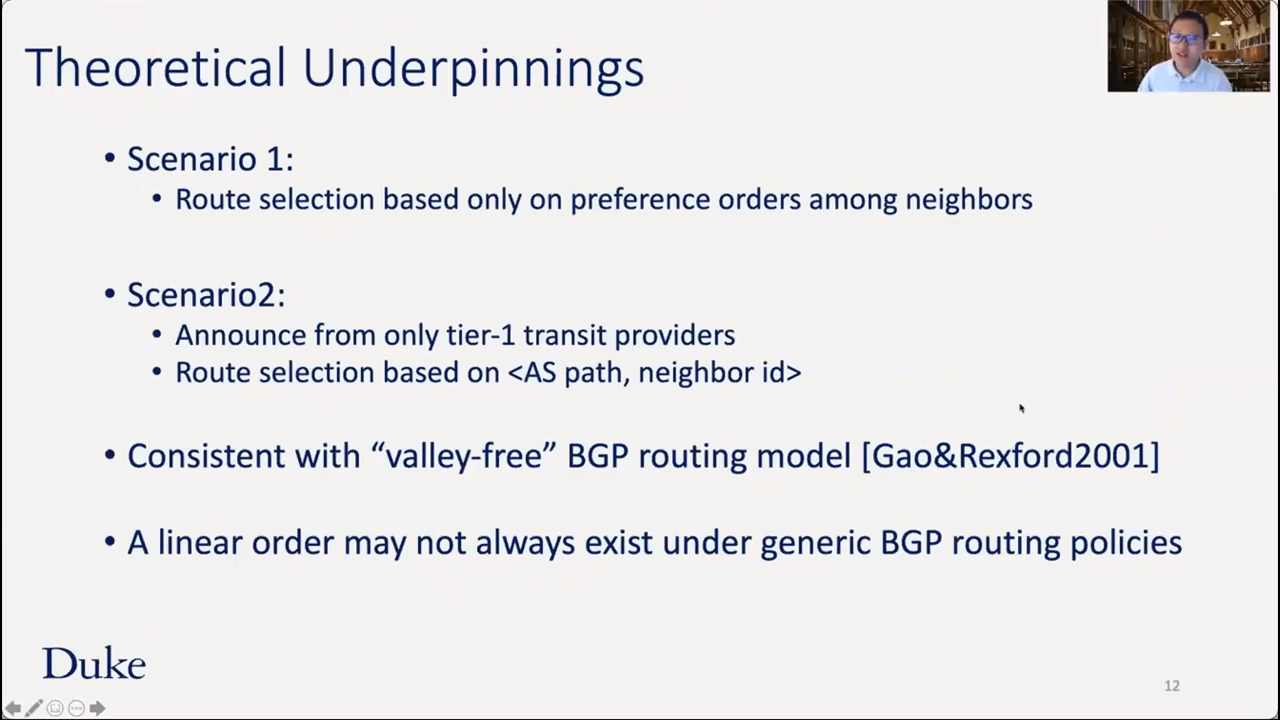 Theoretical Underpinnings
• Scenario 1:
• Route selection based only on preference orders among neighbors
• Scenario2:
• Announce from only tier-1 transit providers
• Route selection based on <AS path, neighbor id>
• Consistent with “valley-free” BGP routing model [Gao&Rexford2001]
• A linear order may not always exist under generic BGP routing policies
Duke
12